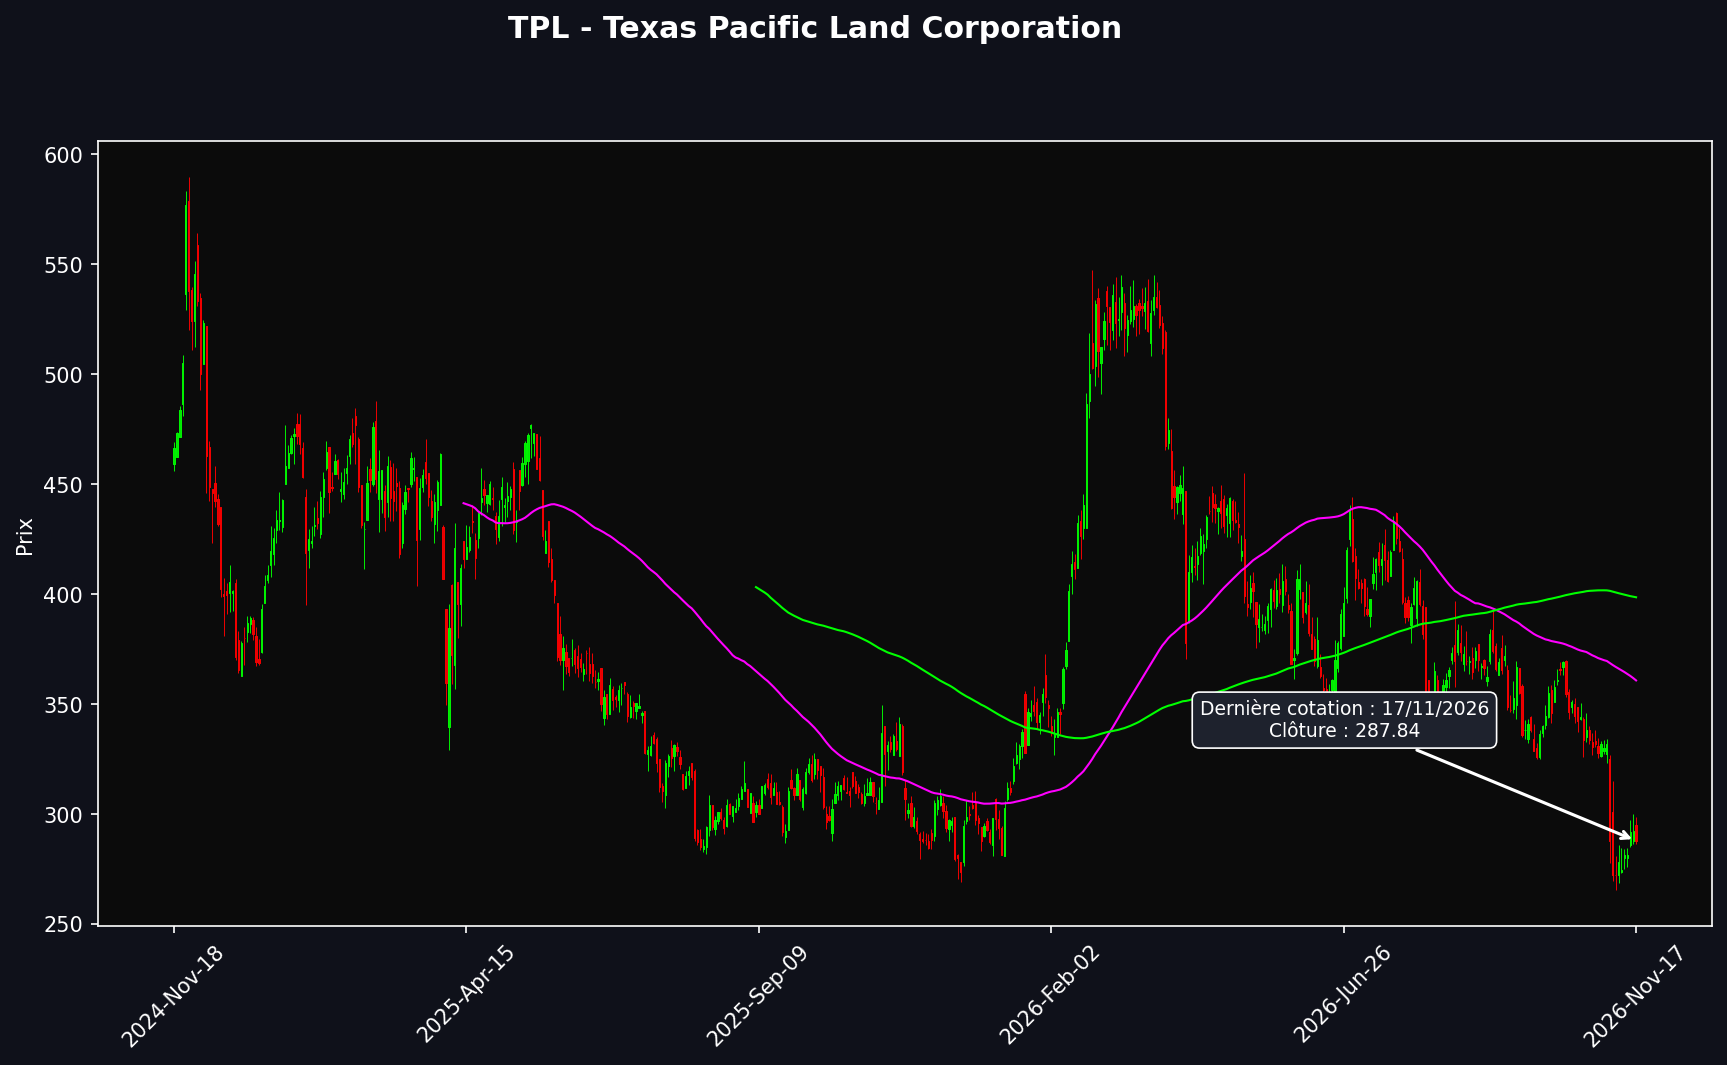 TPL - Texas Pacific Land Corporation
Prix
600
550
500
450
400
350
300
250
Dernière cotation : 17/11/2026
Clôture : 287.84
2024-Nov-18
2025-Apr-15
2025-Sep-09
2026-Feb-02
2026-Jun-26
2026-Nov-17